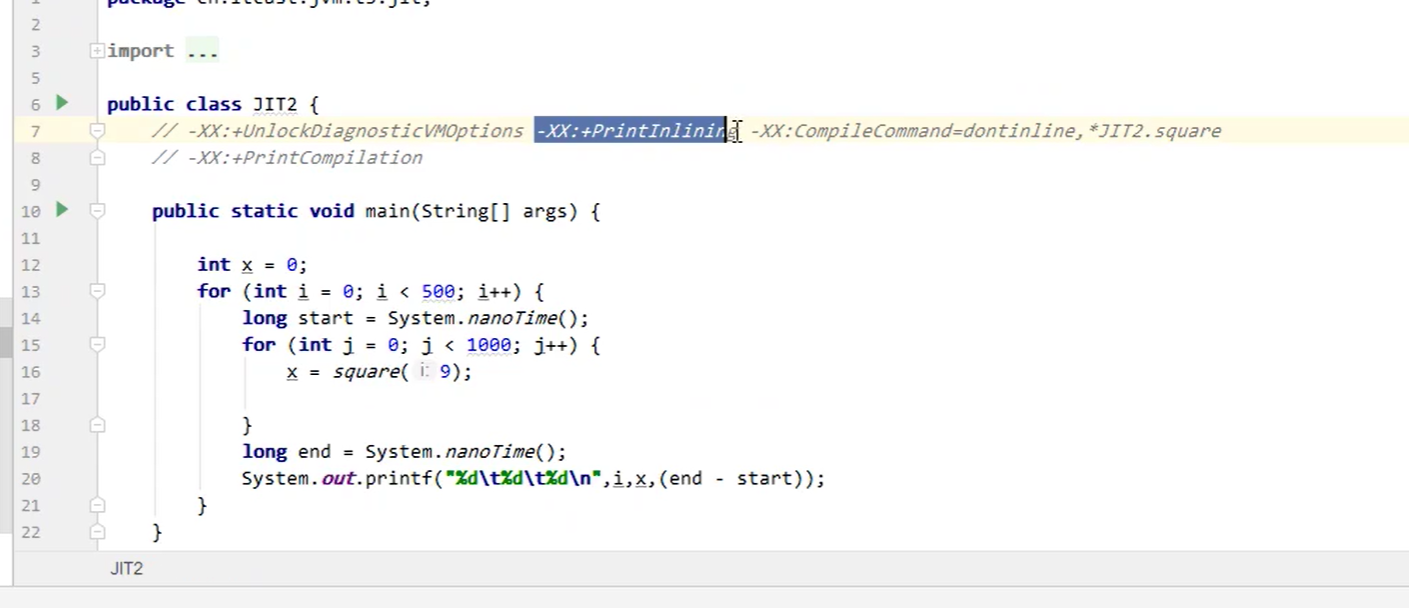 package cn.itcast.jvm.t3.jit;
2
3 import ...
5
6 public class JIT2 {
7 // -XX:+UnlockDiagnosticVMOptions -XX:+PrintInlining -XX:CompileCommand=dontinline,*JIT2.square
8 // -XX:+PrintCompilation
9
10 public static void main(String[] args) {
11
12 int x = 0;
13 for (int i = 0; i < 500; i++) {
14 long start = System.nanoTime();
15 for (int j = 0; j < 1000; j++) {
16 x = square( i: 9);
17
18 }
19 long end = System.nanoTime();
20 System.out.printf("%d\t%d\t%d\n",i,x,(end - start));
21 }
22 }
JIT2